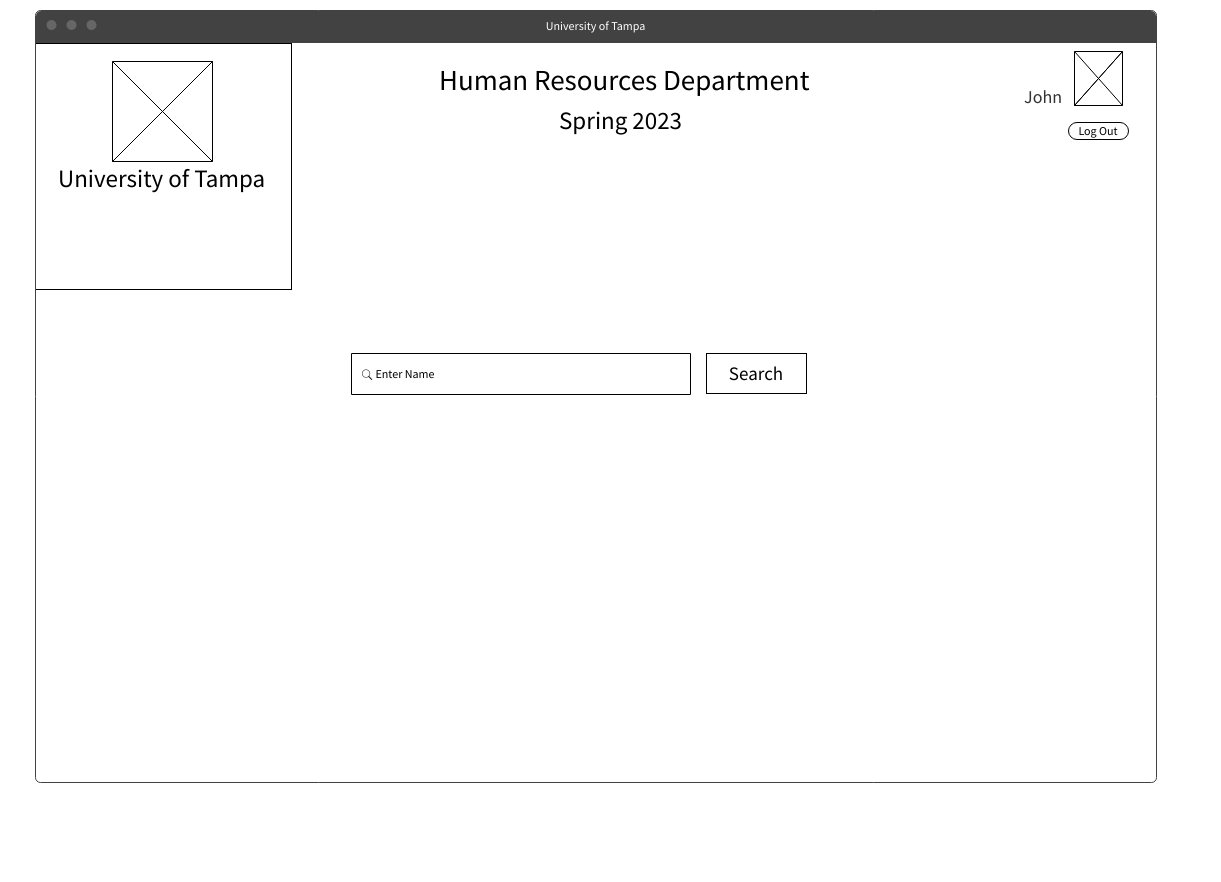 University of Tampa
Human Resources Department
Spring 2023
John
Log Out
University of Tampa
Enter Name
Search